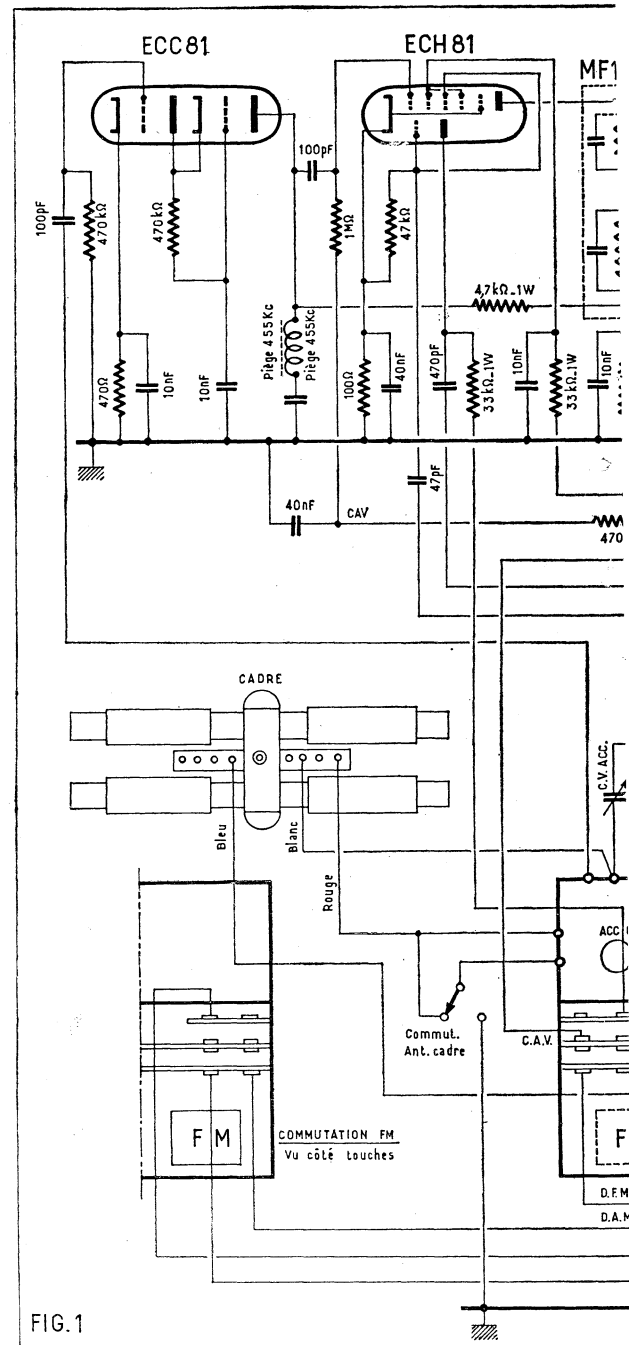 ECC81
ECH81
MF1
100pF
100pF
470kΩ
470kΩ
1MΩ
47kΩ
4,7kΩ_1W
Piège 455Kc
Piège 455Kc
470Ω
10nF
10nF
100Ω
40nF
470pF
33kΩ_1W
10nF
33kΩ_1W
10nF
47pF
40nF
CAV
470
CADRE
C.V. ACC.
Bleu
Blanc
Rouge
ACC
Commut.
Ant. cadre
C.A.V.
F M
COMMUTATION FM
Vu côté touches
F
D.F.M
D.A.M
FIG.1